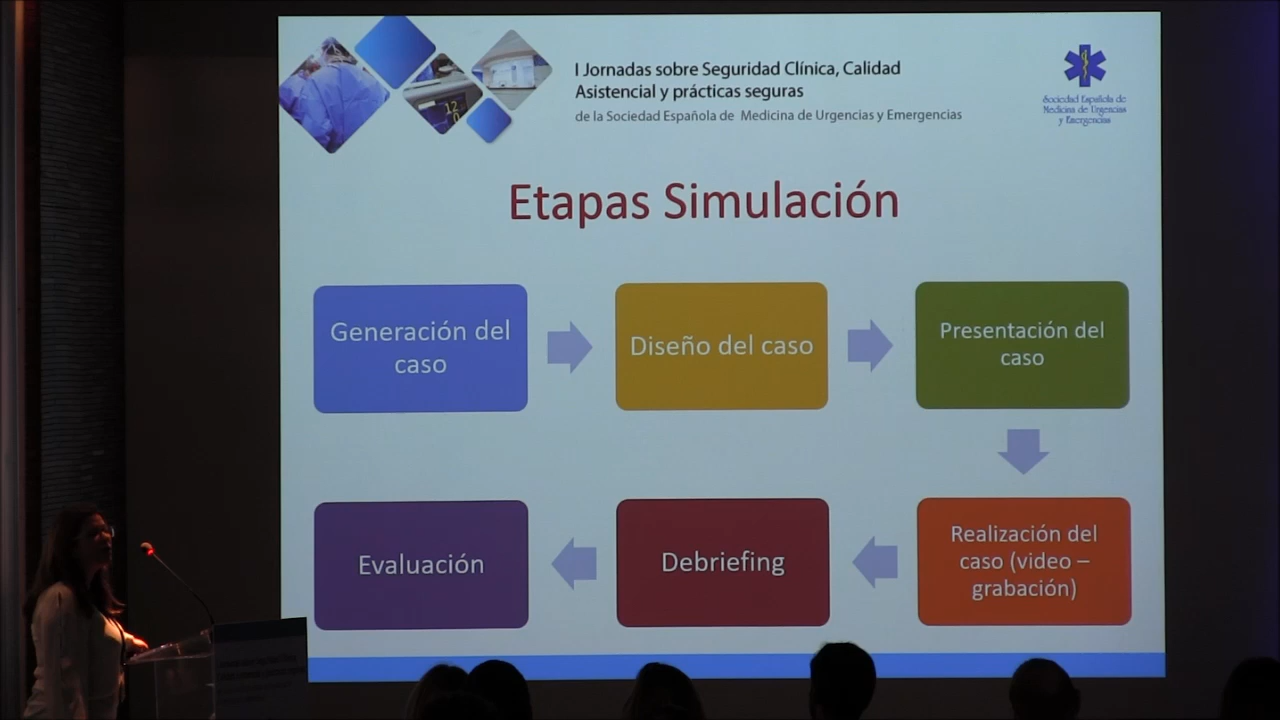 I Jornadas sobre Seguridad Clínica, Calidad
Asistencial y prácticas seguras
de la Sociedad Española de Medicina de Urgencias y Emergencias
Sociedad Española de
Medicina de Urgencias
y Emergencias
12
0
Etapas Simulación
Generación del
caso
Diseño del caso
Presentación del
caso
Realización del
caso (video –
grabación)
Debriefing
Evaluación